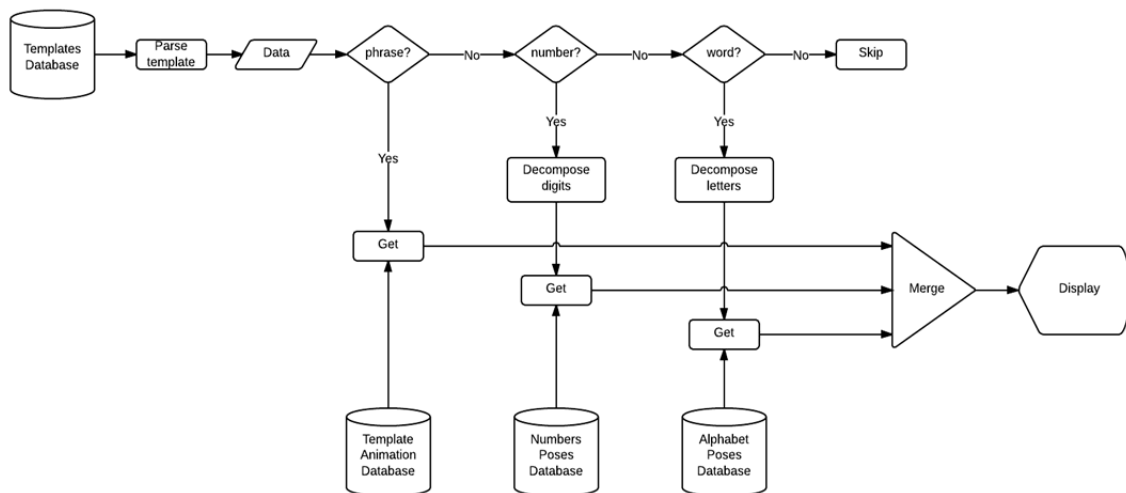 Templates
Database
Parse
template
Data
phrase?
No
number?
No
word?
No
Skip
Yes
Yes
Yes
Decompose
digits
Decompose
letters
Get
Get
Get
Merge
Display
Template
Animation
Database
Numbers
Poses
Database
Alphabet
Poses
Database